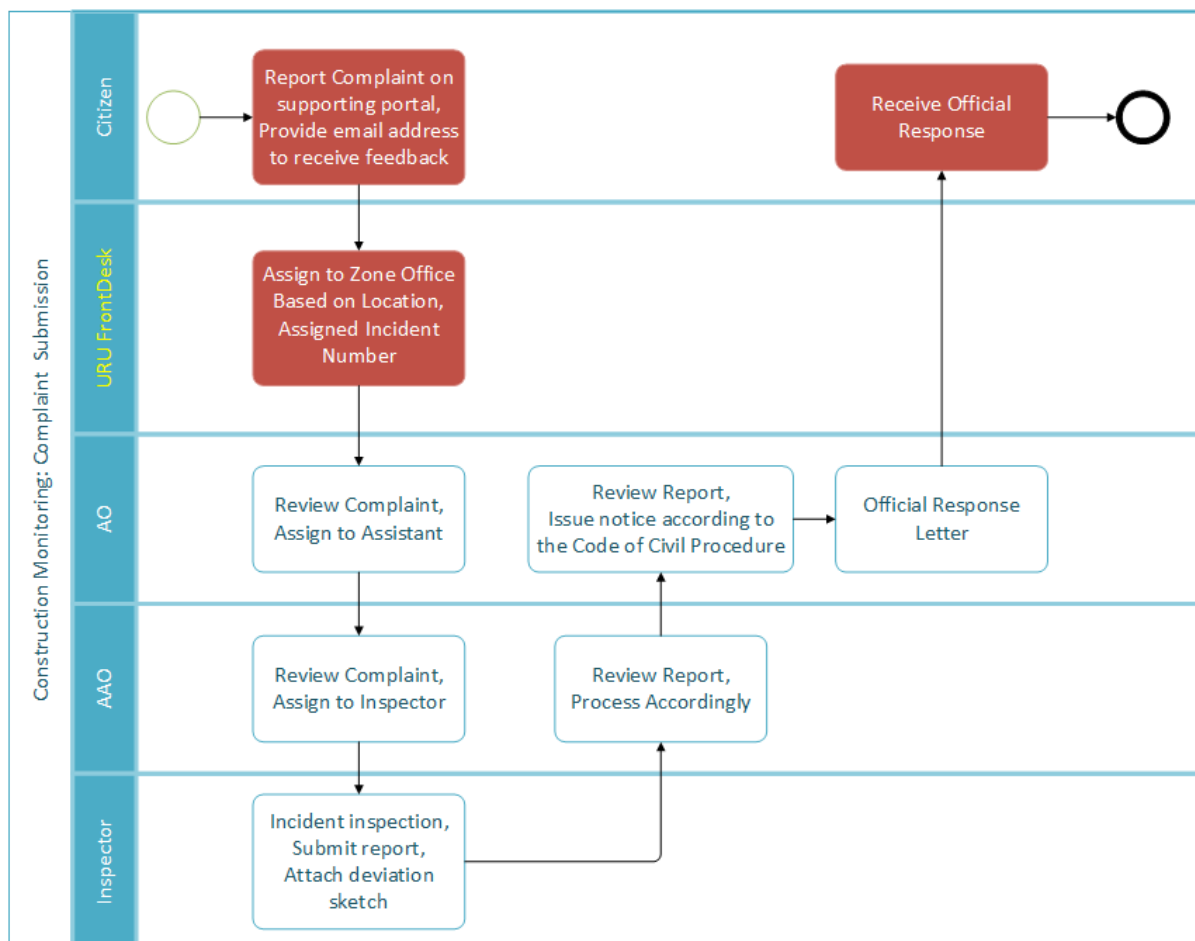 Construction Monitoring: Complaint Submission
Citizen
Report Complaint on
supporting portal,
Provide email address
to receive feedback
Receive Official
Response
URU FrontDesk
Assign to Zone Office
Based on Location,
Assigned Incident
Number
AO
Review Complaint,
Assign to Assistant
Review Report,
Issue notice according to
the Code of Civil Procedure
Official Response
Letter
AAO
Review Complaint,
Assign to Inspector
Review Report,
Process Accordingly
Inspector
Incident inspection,
Submit report,
Attach deviation
sketch